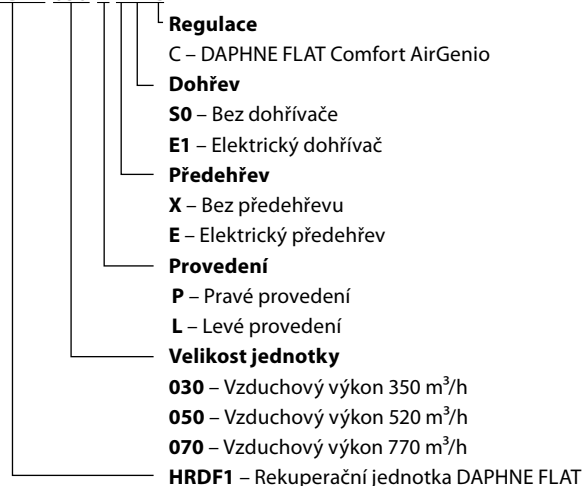 Regulace
C – DAPHNE FLAT Comfort AirGenio
Dohřev
S0 – Bez dohřívače
E1 – Elektrický dohřívač
Předehřev
X – Bez předehřevu
E – Elektrický předehřev
Provedení
P – Pravé provedení
L – Levé provedení
Velikost jednotky
030 – Vzduchový výkon 350 m³/h
050 – Vzduchový výkon 520 m³/h
070 – Vzduchový výkon 770 m³/h
HRDF1 – Rekuperační jednotka DAPHNE FLAT